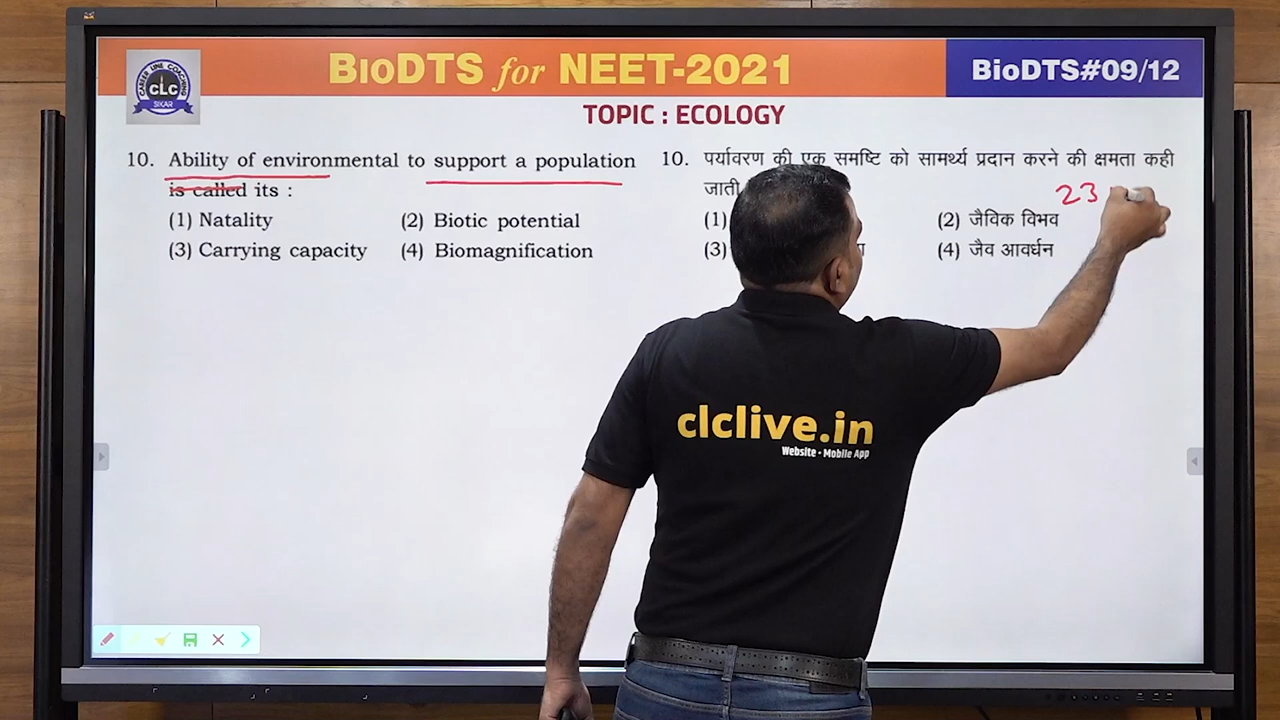 BIODTS for NEET-2021
BIODTS#09/12
CAREER LINE COACHING
CLC
SIKAR
TOPIC : ECOLOGY
10. Ability of environmental to support a population
is called its :
(1) Natality (2) Biotic potential
(3) Carrying capacity (4) Biomagnification
10. पर्यावरण की एक समष्टि को सामर्थ्य प्रदान करने की क्षमता कही
जाती
23
(1) (2) जैविक विभव
(3) (4) जैव आवर्धन
clclive.in
Website - Mobile App